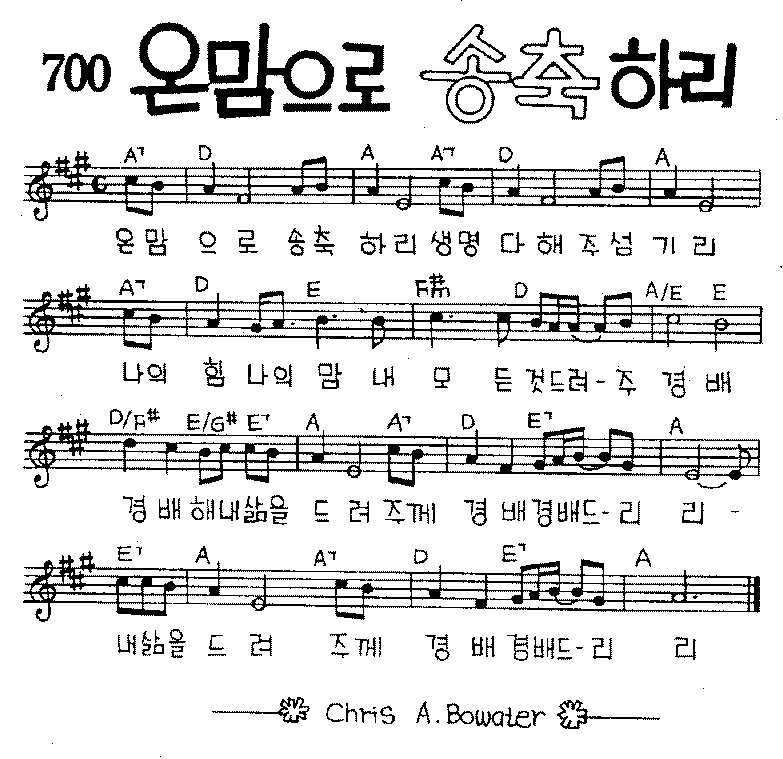 700 온맘으로 송축하리
A7 D A A7 D A
온맘 으 로 송축 하리 생명 다해 주섬 기리
A7 D E F#m D A/E E
나의 힘 나의 맘 내 모 든 것드려-주 경 배
D/F# E/G# E7 A A7 D E7 A
경 배 해내삶을 드 려 주께 경 배경배드-리 리 -
E7 A A7 D E7 A
내삶을 드 려 주께 경 배 경배드-리 리
Chris A. Bowater